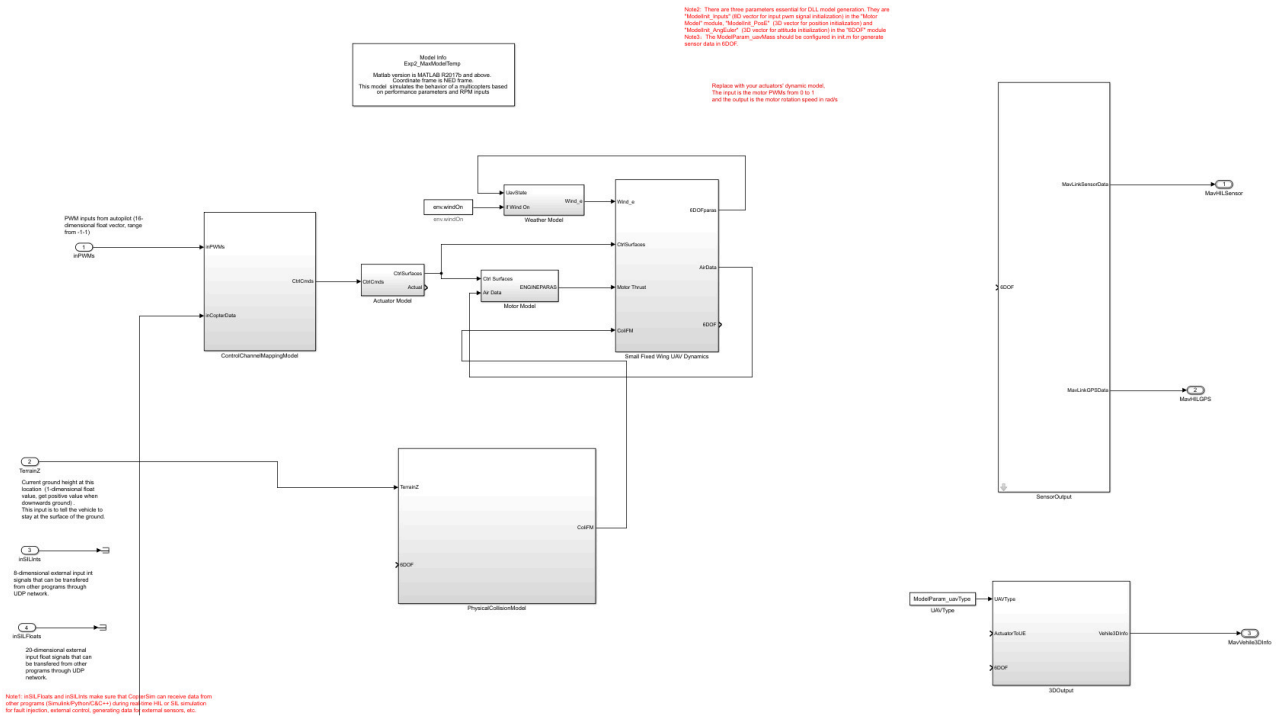 Note2: There are three parameters essential for DLL model generation. They are
"ModelInit_Inputs" (8D vector for input pwm signal initialization) in the "Motor
Model" module, "ModelInit_PosE" (3D vector for position initialization) and
"ModelInit_AngEuler" (3D vector for attitude initialization) in the "6DOF" module
Note3: The ModelParam_uavMass should be configured in init.m for generate
sensor data in 6DOF.
Model Info
Exp2_MaxModelTemp
Matlab version is MATLAB R2017b and above.
Coordinate frame is NED frame.
This model simulates the behavior of a multicopters based
on performance parameters and RPM inputs
Replace with your actuators' dynamic model.
The input is the motor PWMs from 0 to 1
and the output is the motor rotation speed in rad/s
PWM inputs from autopilot (16-
dimensional float vector, range
from -1-1)
1
inPWMs
inPWMs
CtrlCmds
inCopterData
ControlChannelMappingModel
CtrlCmds
CtrlSurfaces
Actuat
Actuator Model
env.windOn
env.windOn
UavState
If Wind On
Wind_e
Weather Model
Ctrl Surfaces
Air Data
ENGINEPARAS
Motor Model
Wind_e
CtrlSurfaces
Motor Thrust
ColiFM
6DOFparas
AirData
6DOF
Small Fixed Wing UAV Dynamics
6DOF
MavLinkSensorData
MavLinkGPSData
SensorOutput
1
MavHILSensor
2
MavHILGPS
2
TerrainZ
Current ground height at this
location (1-dimensional float
value, get positive value when
downwards ground) .
This input is to tell the vehicle to
stay at the surface of the ground.
3
inSILInts
8-dimensional external input int
signals that can be transfered
from other programs through
UDP network.
4
inSILFloats
20-dimensional external
input float signals that can
be transfered from other
programs through UDP
network.
Note1: inSILFloats and inSILInts make sure that CopterSim can receive data from
other programs (Simulink/Python/C&C++) during real-time HIL or SIL simulation
for fault injection, external control, generating data for external sensors, etc.
TerrainZ
6DOF
ColiFM
PhysicalCollisionModel
ModelParam_uavType
UAVType
UAVType
ActuatorToUE
6DOF
Vehile3DInfo
3DOutput
3
MavVehile3DInfo